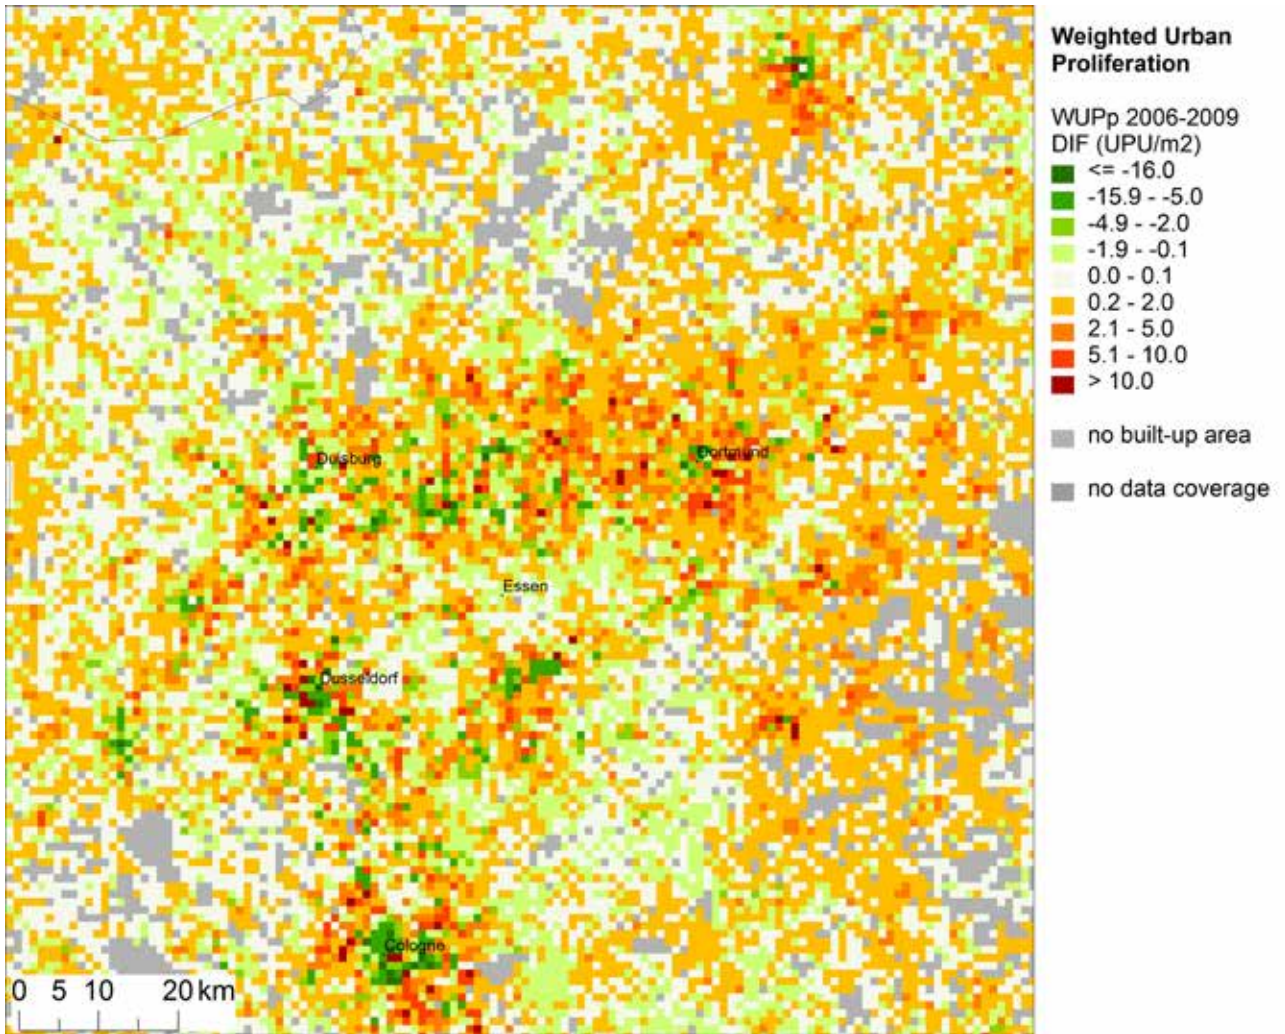 Weighted Urban
Proliferation
WUPp 2006-2009
DIF (UPU/m2)
<= -16.0
-15.9 - -5.0
-4.9 - -2.0
-1.9 - -0.1
0.0 - 0.1
0.2 - 2.0
2.1 - 5.0
5.1 - 10.0
> 10.0
no built-up area
no data coverage
Duisburg
Dortmund
Essen
Dusseldorf
Cologne
0 5 10 20 km